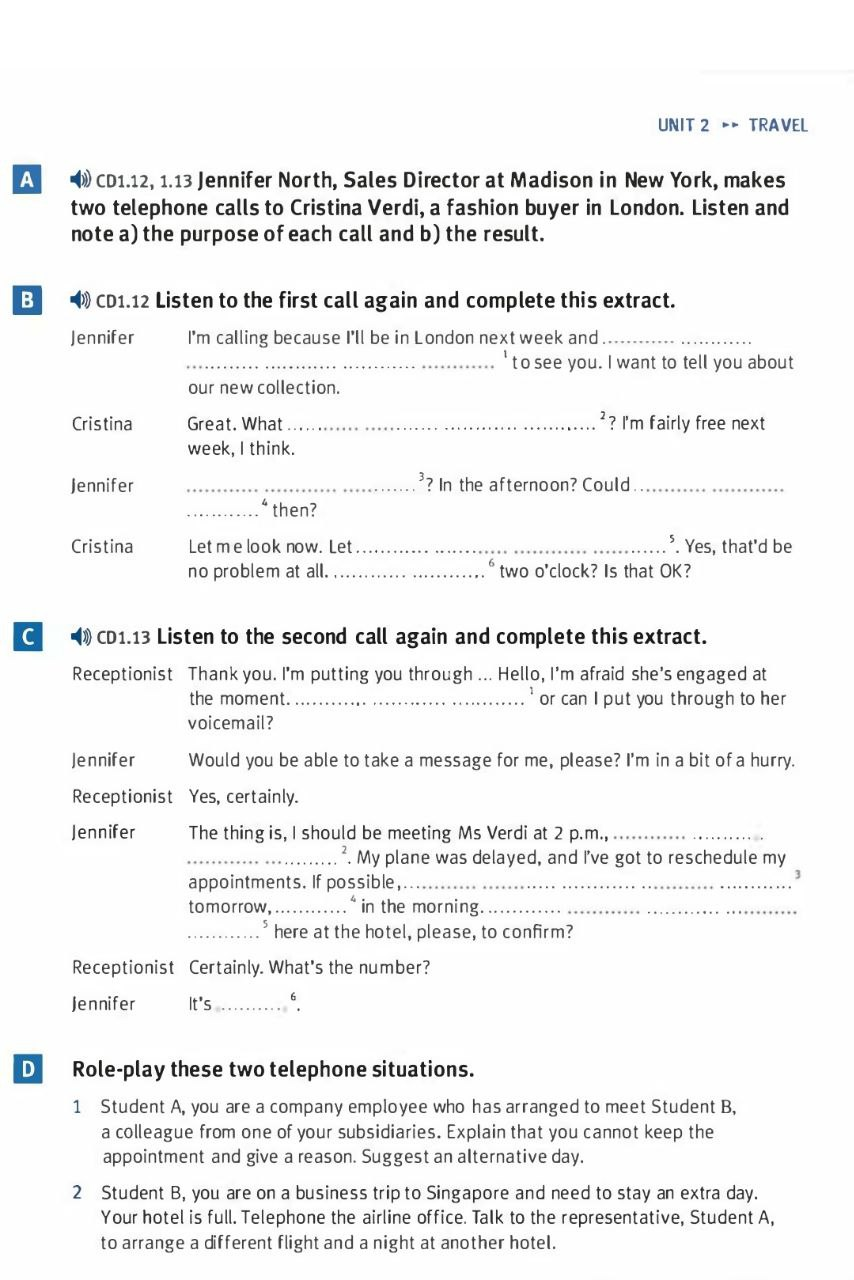 UNIT 2 ▸▸ TRAVEL
A CD1.12, 1.13 Jennifer North, Sales Director at Madison in New York, makes
two telephone calls to Cristina Verdi, a fashion buyer in London. Listen and
note a) the purpose of each call and b) the result.
B CD1.12 Listen to the first call again and complete this extract.
Jennifer I'm calling because I'll be in London next week and ............ ............
............ ............ ............ ............ ¹ to see you. I want to tell you about
our new collection.
Cristina Great. What ............ ............ ............ ............ ²? I'm fairly free next
week, I think.
Jennifer ............ ............ ............ ³? In the afternoon? Could ............ ............
............ ⁴ then?
Cristina Let me look now. Let ............ ............ ............ ............ ⁵. Yes, that'd be
no problem at all. ............ ............ ⁶ two o'clock? Is that OK?
C CD1.13 Listen to the second call again and complete this extract.
Receptionist Thank you. I'm putting you through ... Hello, I'm afraid she's engaged at
the moment. ............ ............ ............ ¹ or can I put you through to her
voicemail?
Jennifer Would you be able to take a message for me, please? I'm in a bit of a hurry.
Receptionist Yes, certainly.
Jennifer The thing is, I should be meeting Ms Verdi at 2 p.m., ............ ............
............ ............ ². My plane was delayed, and I've got to reschedule my
appointments. If possible, ............ ............ ............ ............ ............ ³
tomorrow, ............ ⁴ in the morning. ............ ............ ............ ............
............ ⁵ here at the hotel, please, to confirm?
Receptionist Certainly. What's the number?
Jennifer It's ............ ⁶.
D Role-play these two telephone situations.
1 Student A, you are a company employee who has arranged to meet Student B,
a colleague from one of your subsidiaries. Explain that you cannot keep the
appointment and give a reason. Suggest an alternative day.
2 Student B, you are on a business trip to Singapore and need to stay an extra day.
Your hotel is full. Telephone the airline office. Talk to the representative, Student A,
to arrange a different flight and a night at another hotel.